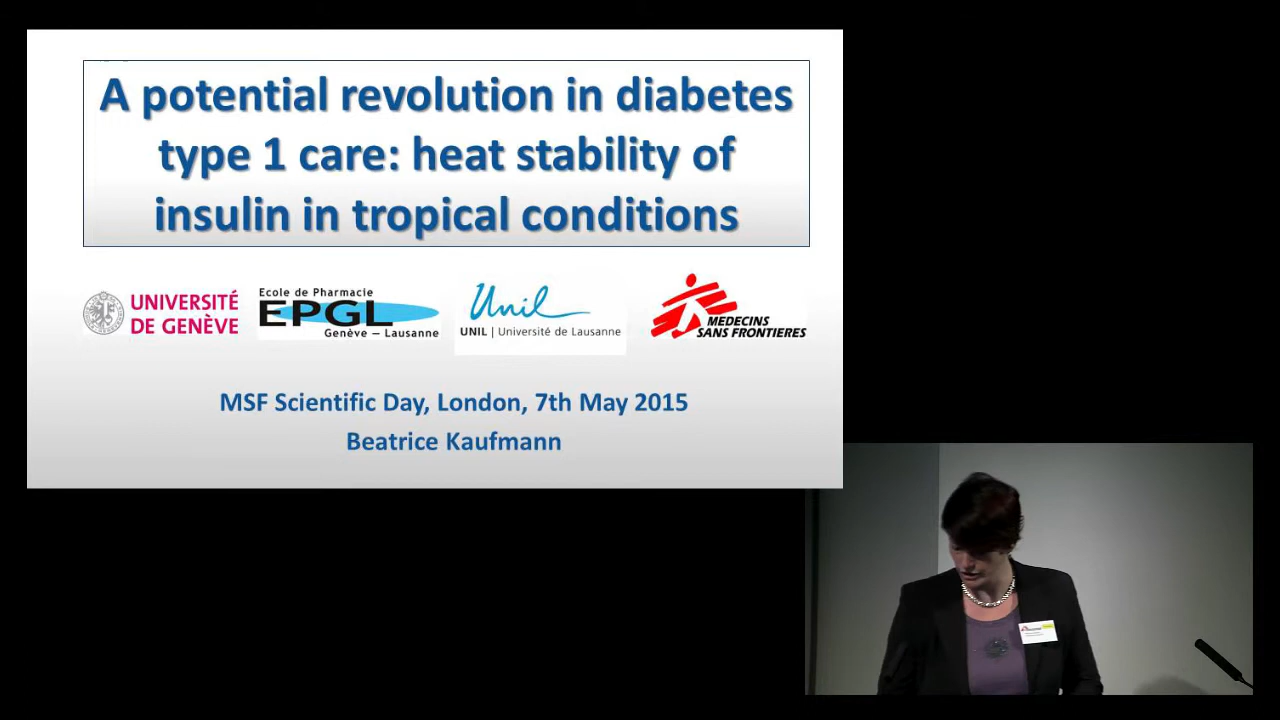 A potential revolution in diabetes
type 1 care: heat stability of
insulin in tropical conditions
UNIVERSITÉ
DE GENÈVE
Ecole de Pharmacie
EPGL
Genève – Lausanne
Unil
UNIL | Université de Lausanne
MEDECINS
SANS FRONTIERES
MSF Scientific Day, London, 7th May 2015
Beatrice Kaufmann